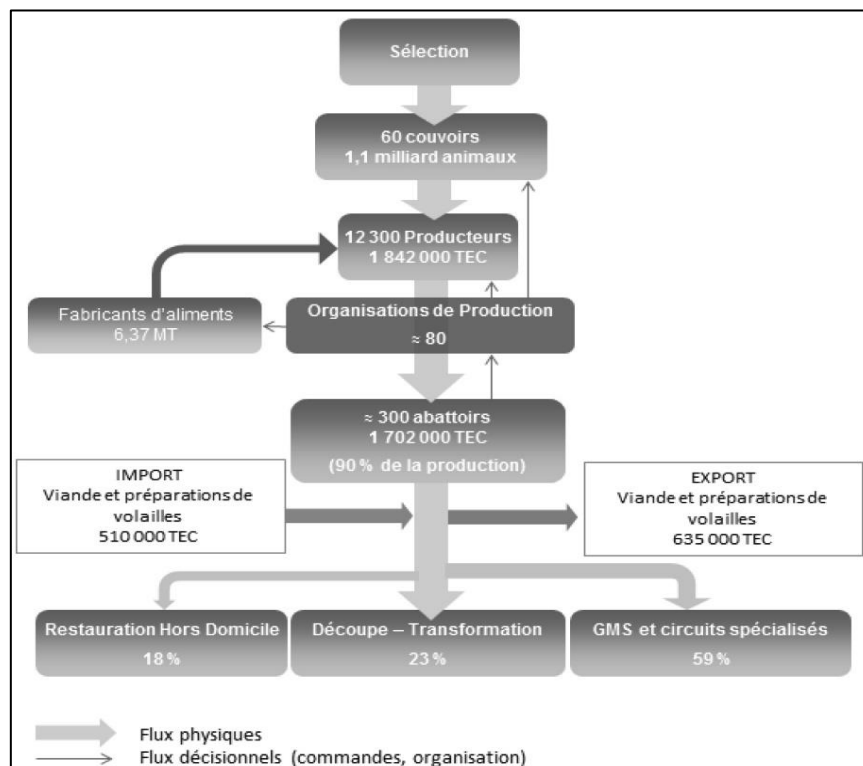 Sélection
60 couvoirs
1,1 milliard animaux
12 300 Producteurs
1 842 000 TEC
Fabricants d'aliments
6,37 MT
Organisations de Production
≈ 80
≈ 300 abattoirs
1 702 000 TEC
(90 % de la production)
IMPORT
Viande et préparations de
volailles
510 000 TEC
EXPORT
Viande et préparations de
volailles
635 000 TEC
Restauration Hors Domicile
18 %
Découpe – Transformation
23 %
GMS et circuits spécialisés
59 %
Flux physiques
Flux décisionnels (commandes, organisation)